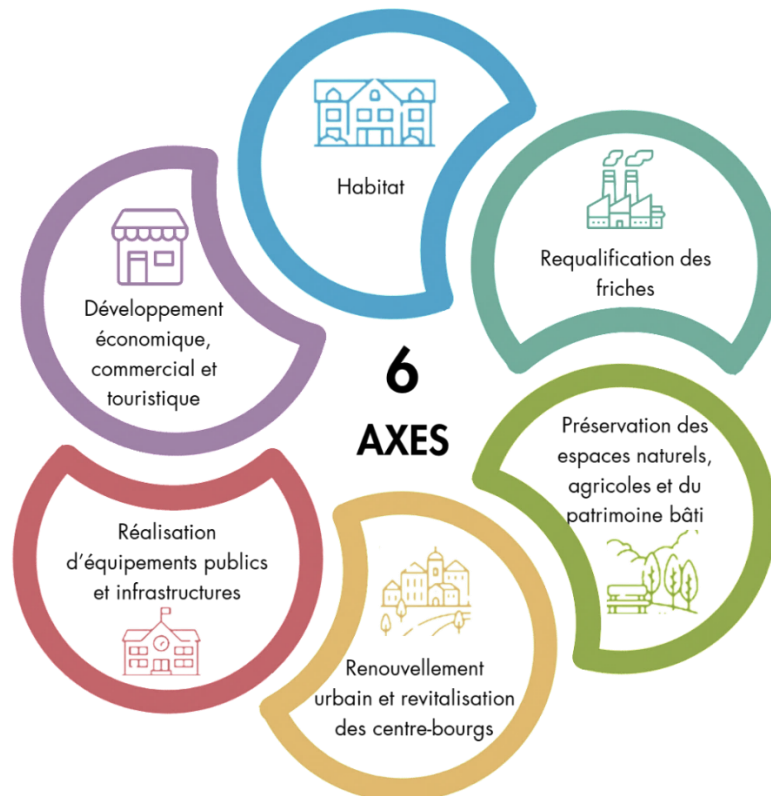 Habitat
Requalification des
friches
Préservation des
espaces naturels,
agricoles et du
patrimoine bâti
Renouvellement
urbain et revitalisation
des centre-bourgs
Réalisation
d'équipements publics
et infrastructures
Développement
économique,
commercial et
touristique
6
AXES